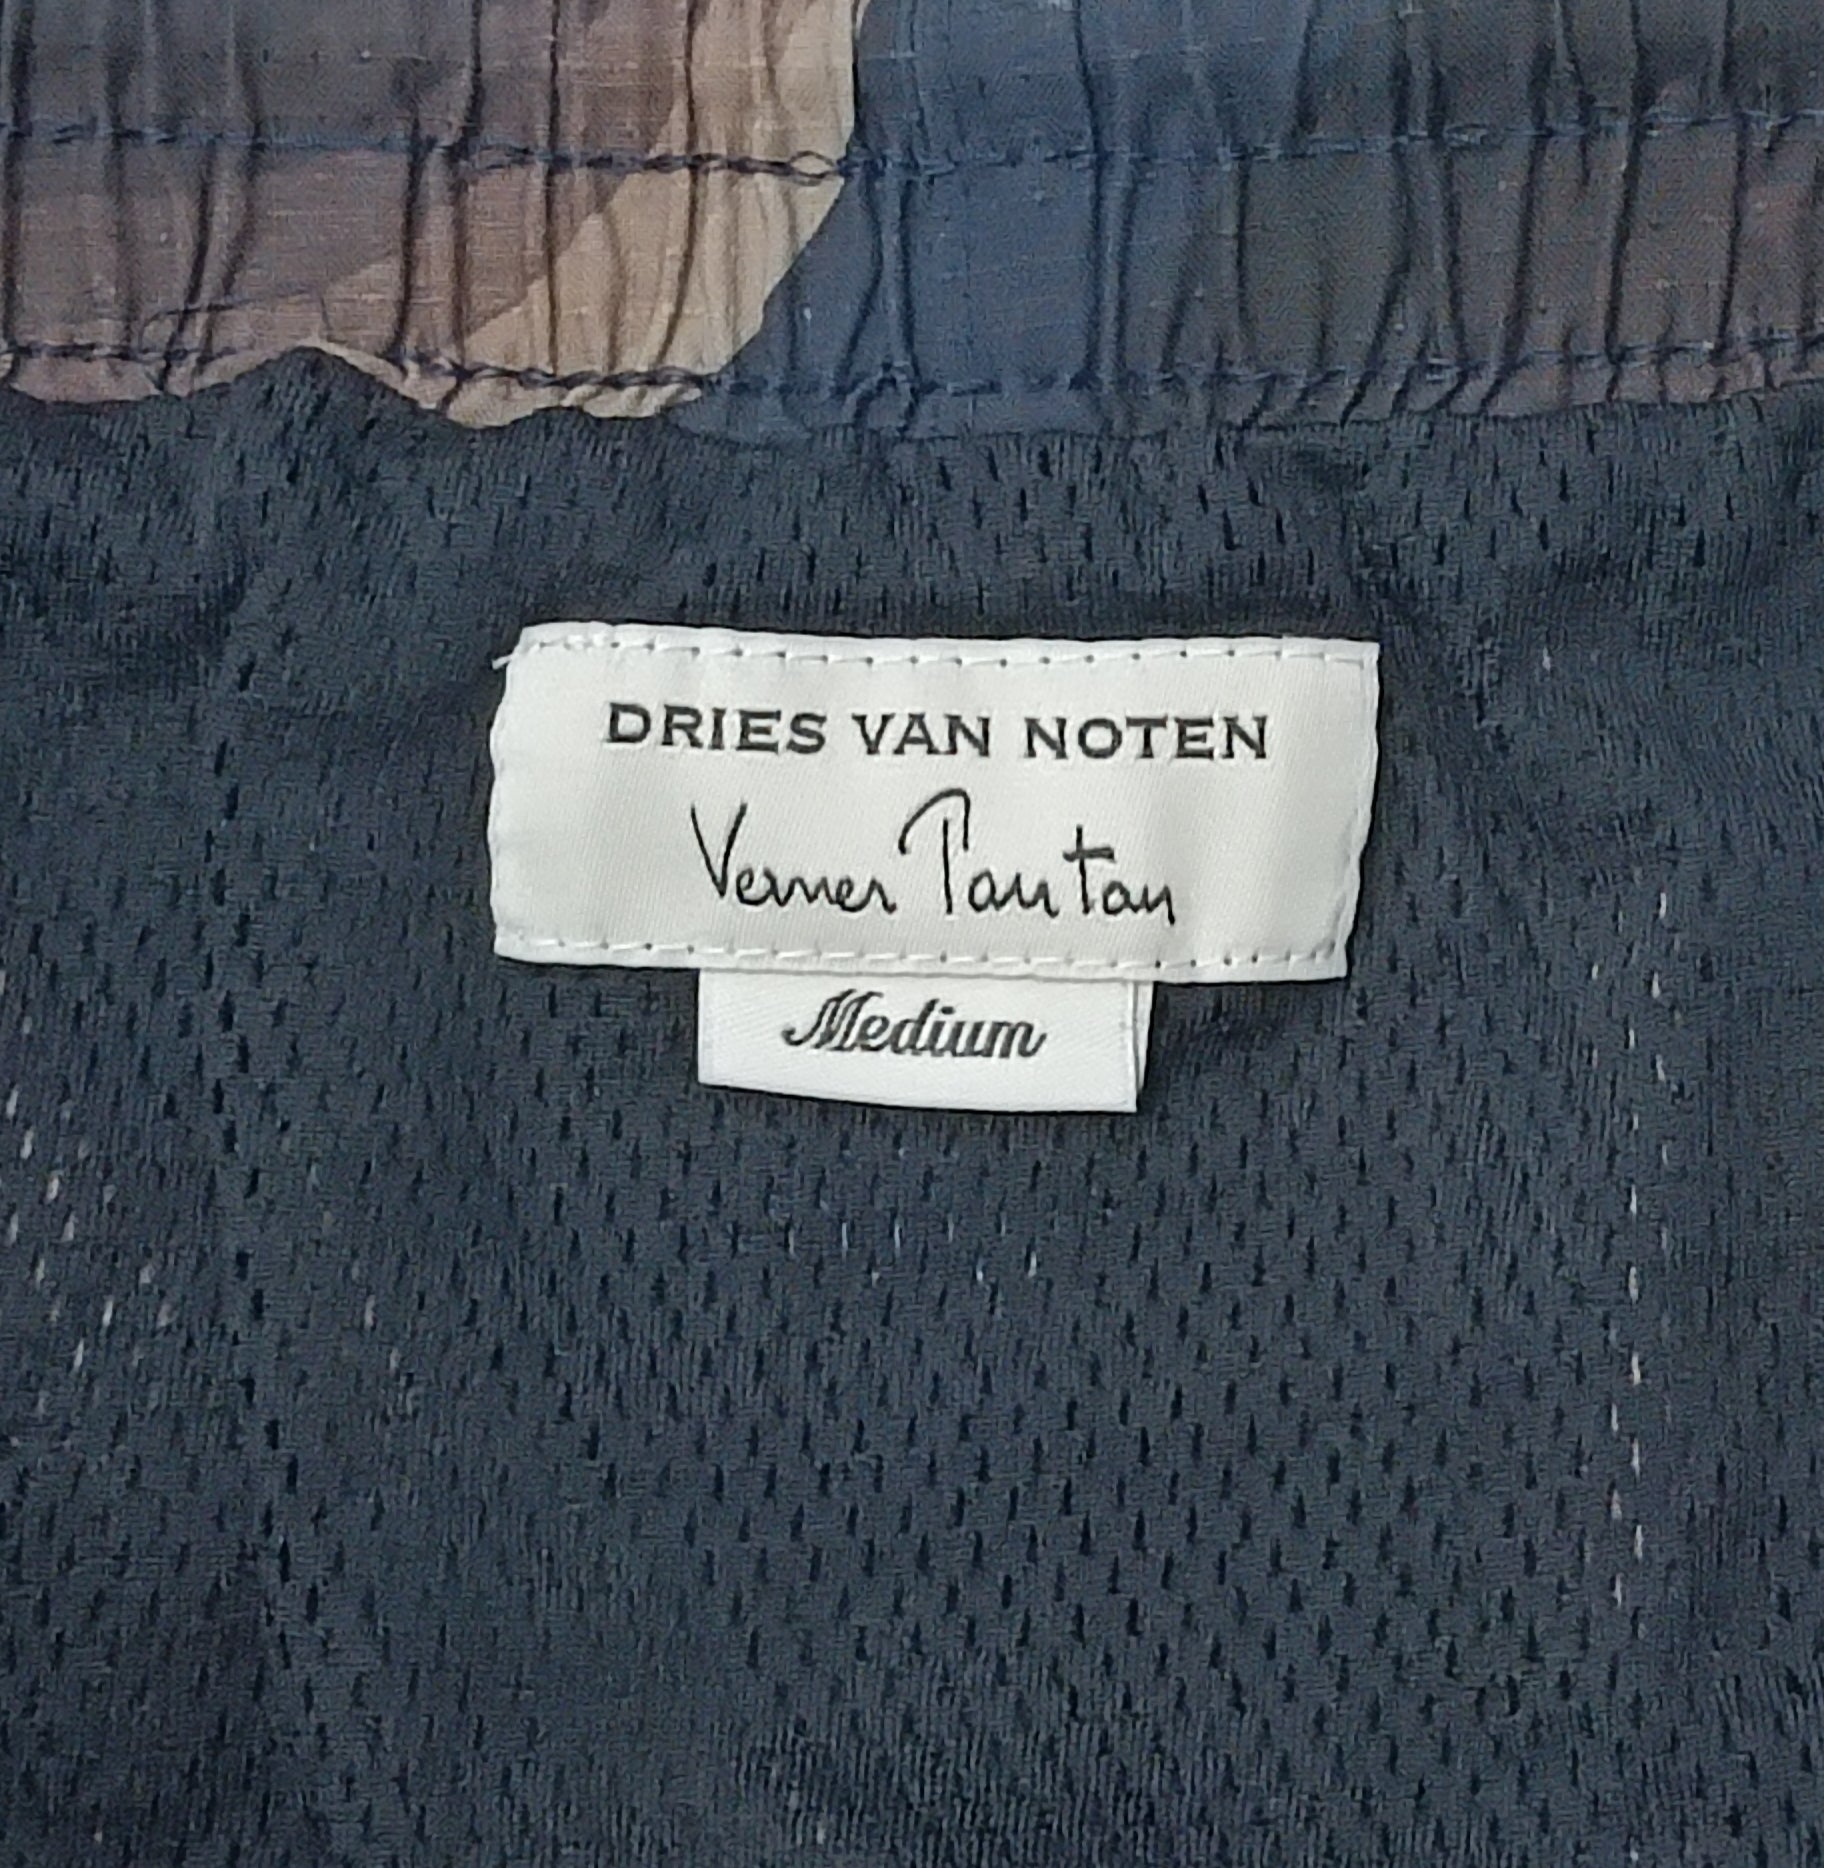 DRIES VAN NOTEN
Verner Panton
Medium